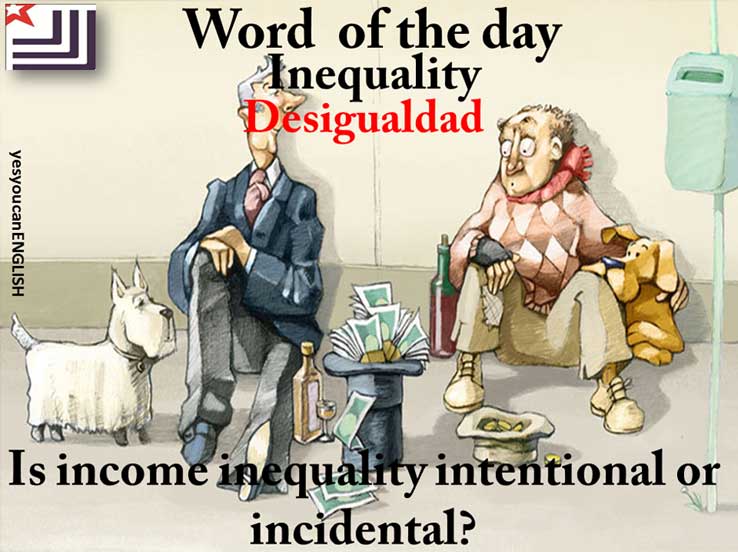 Word of the day
Inequality
Desigualdad
yesyoucanENGLISH
Is income inequality intentional or
incidental?